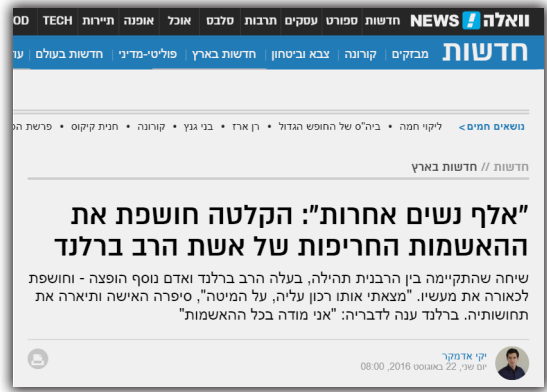 וואלה! NEWS חדשות ספורט עסקים תרבות סלבס אוכל אופנה תיירות TECH OD
חדשות מבזקים | קורונה | צבא וביטחון | חדשות בארץ | פוליטי-מדיני | חדשות בעולם
נושאים חמים > ליקוי חמה • ביה"ס של החופש הגדול • רן ארז • בני גנץ • קורונה • חנית קיקוס • פרשת
חדשות // חדשות בארץ
"אלף נשים אחרות": הקלטה חושפת את
ההאשמות החריפות של אשת הרב ברלנד
שיחה שהתקיימה בין הרבנית תהילה, בעלה הרב ברלנד ואדם נוסף הופצה - וחושפת
לכאורה את מעשיו. "מצאתי אותו רכון עליה, על המיטה", סיפרה האישה ותיארה את
תחושותיה. ברלנד ענה לדבריה: "אני מודה בכל ההאשמות"
יקי אדמקר
יום שני, 22 באוגוסט 2016, 08:00